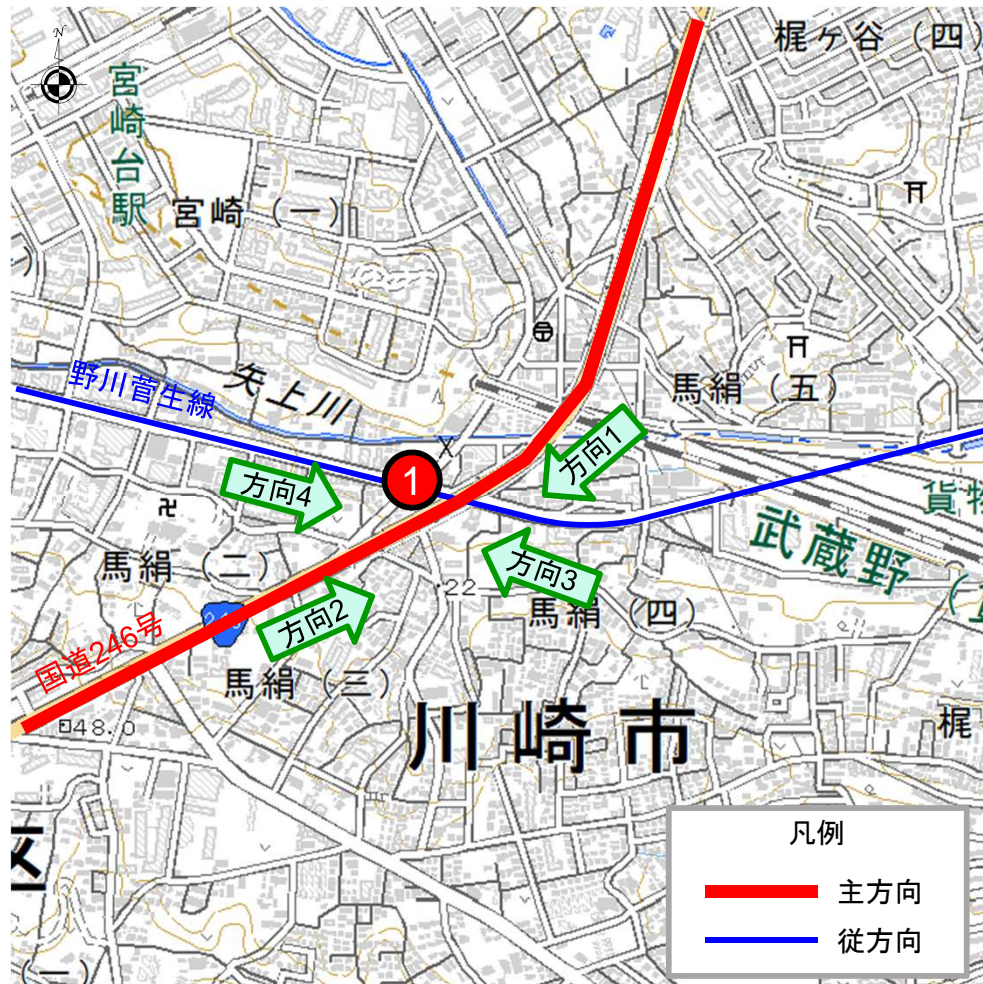 N
梶ヶ谷（四）
宮崎台駅
宮崎（一）
野川菅生線
矢上川
馬絹（五）
方向1
1
方向4
武蔵野
貨物
方向3
馬絹（二）
22
馬絹（四）
方向2
国道246号
馬絹（三）
48.0
川崎市
梶
区
凡例
主方向
従方向
（一）